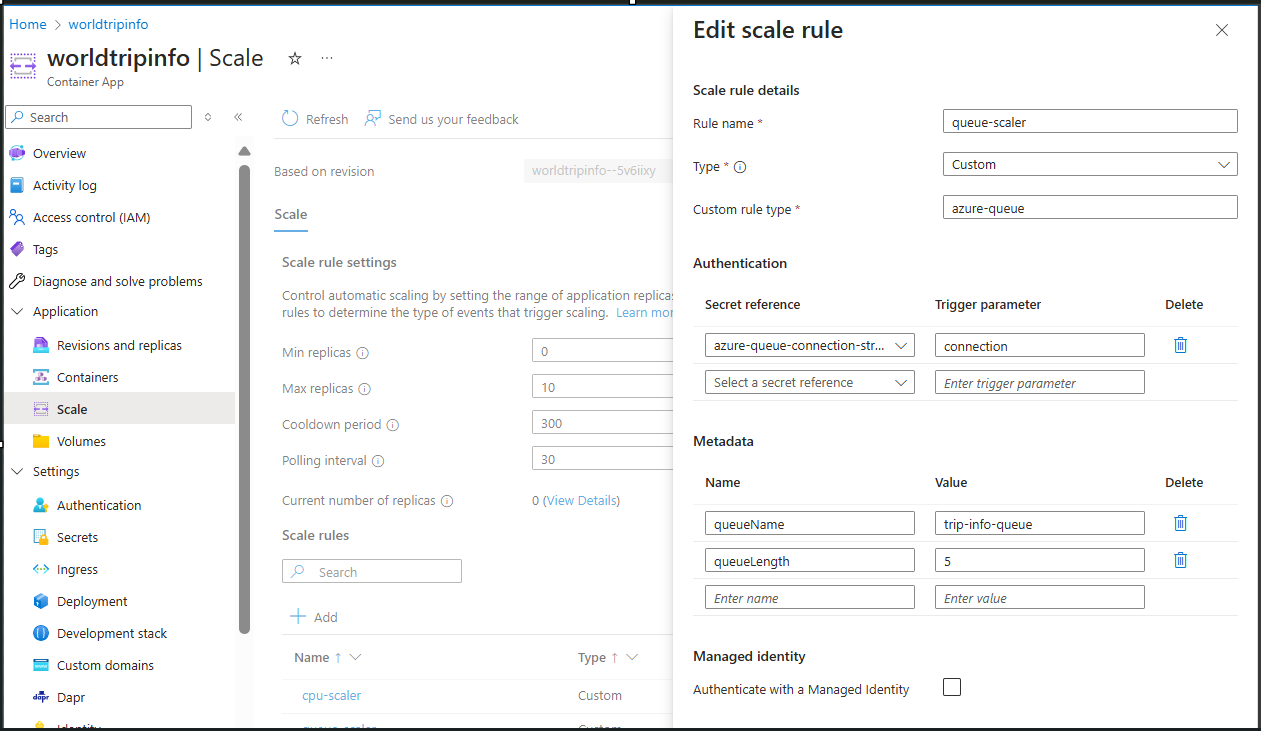 Home > worldtripinfo
worldtripinfo | Scale
Container App
Search
Overview
Activity log
Access control (IAM)
Tags
Diagnose and solve problems
Application
Revisions and replicas
Containers
Scale
Volumes
Settings
Authentication
Secrets
Ingress
Deployment
Development stack
Custom domains
Dapr
Identity
Refresh Send us your feedback
Based on revision worldtripinfo--5v6iixy
Scale
Scale rule settings
Control automatic scaling by setting the range of application replicas
rules to determine the type of events that trigger scaling. Learn mor
Min replicas 0
Max replicas 10
Cooldown period 300
Polling interval 30
Current number of replicas 0 (View Details)
Scale rules
Search
Add
Name ↑ Type ↑
cpu-scaler Custom
queue-scaler Custom
Edit scale rule
Scale rule details
Rule name * queue-scaler
Type * Custom
Custom rule type * azure-queue
Authentication
Secret reference Trigger parameter Delete
azure-queue-connection-str... connection
Select a secret reference Enter trigger parameter
Metadata
Name Value Delete
queueName trip-info-queue
queueLength 5
Enter name Enter value
Managed identity
Authenticate with a Managed Identity